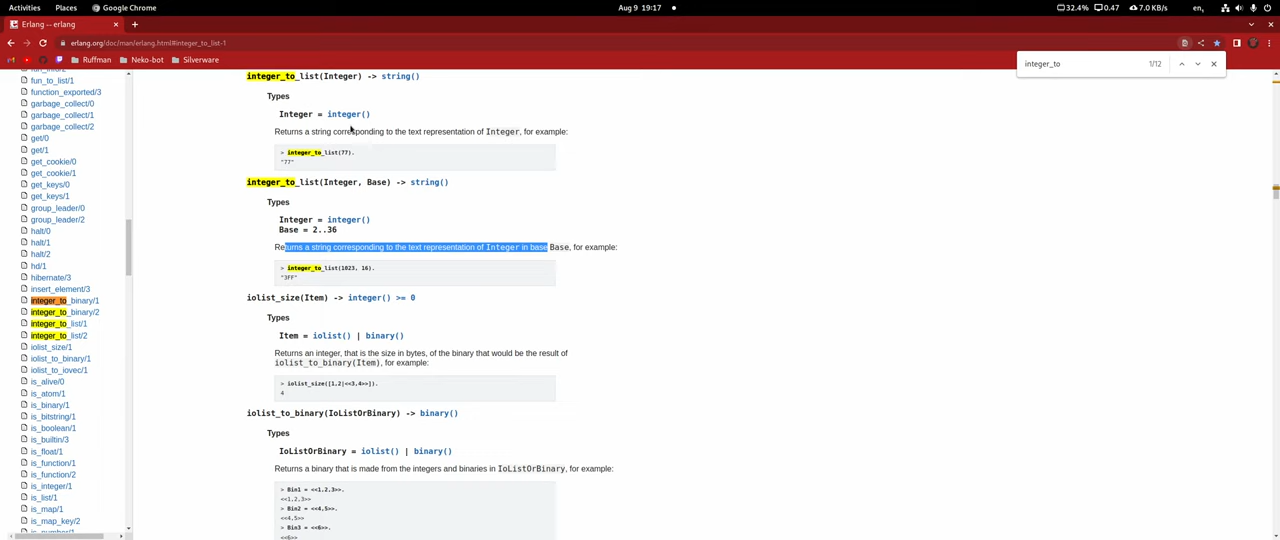 Activities Places Google Chrome Aug 9 19:17 32.4% 0.47 7.0 KB/s en
Erlang -- erlang
erlang.org/doc/man/erlang.html#integer_to_list-1
Ruffman Neko-bot Silverware
integer_to 1/12
fun_to_list/1
function_exported/3
garbage_collect/0
garbage_collect/1
garbage_collect/2
get/0
get/1
get_cookie/0
get_cookie/1
get_keys/0
get_keys/1
group_leader/0
group_leader/2
halt/0
halt/1
halt/2
hd/1
hibernate/3
insert_element/3
integer_to_binary/1
integer_to_binary/2
integer_to_list/1
integer_to_list/2
iolist_size/1
iolist_to_binary/1
iolist_to_iovec/1
is_alive/0
is_atom/1
is_binary/1
is_bitstring/1
is_boolean/1
is_builtin/3
is_float/1
is_function/1
is_function/2
is_integer/1
is_list/1
is_map/1
is_map_key/2
integer_to_list(Integer) -> string()
Types
Integer = integer()
Returns a string corresponding to the text representation of Integer, for example:
> integer_to_list(77).
"77"
integer_to_list(Integer, Base) -> string()
Types
Integer = integer()
Base = 2..36
Returns a string corresponding to the text representation of Integer in base Base, for example:
> integer_to_list(1023, 16).
"3FF"
iolist_size(Item) -> integer() >= 0
Types
Item = iolist() | binary()
Returns an integer, that is the size in bytes, of the binary that would be the result of
iolist_to_binary(Item), for example:
> iolist_size([1,2|<<3,4>>]).
4
iolist_to_binary(IoListOrBinary) -> binary()
Types
IoListOrBinary = iolist() | binary()
Returns a binary that is made from the integers and binaries in IoListOrBinary, for example:
> Bin1 = <<1,2,3>>.
<<1,2,3>>
> Bin2 = <<4,5>>.
<<4,5>>
> Bin3 = <<6>>.
<<6>>